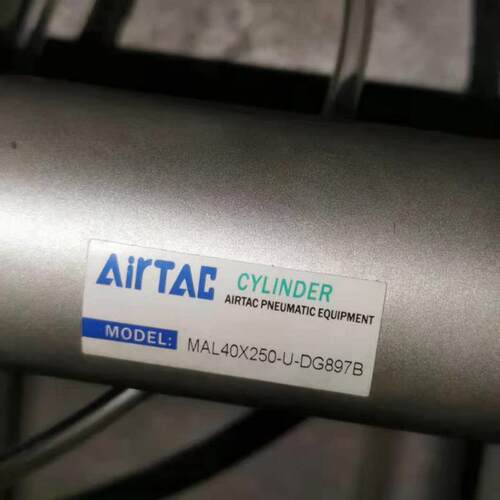 AirTAC CYLINDER
AIRTAC PNEUMATIC EQUIPMENT
MODEL: MAL40X250-U-DG897B